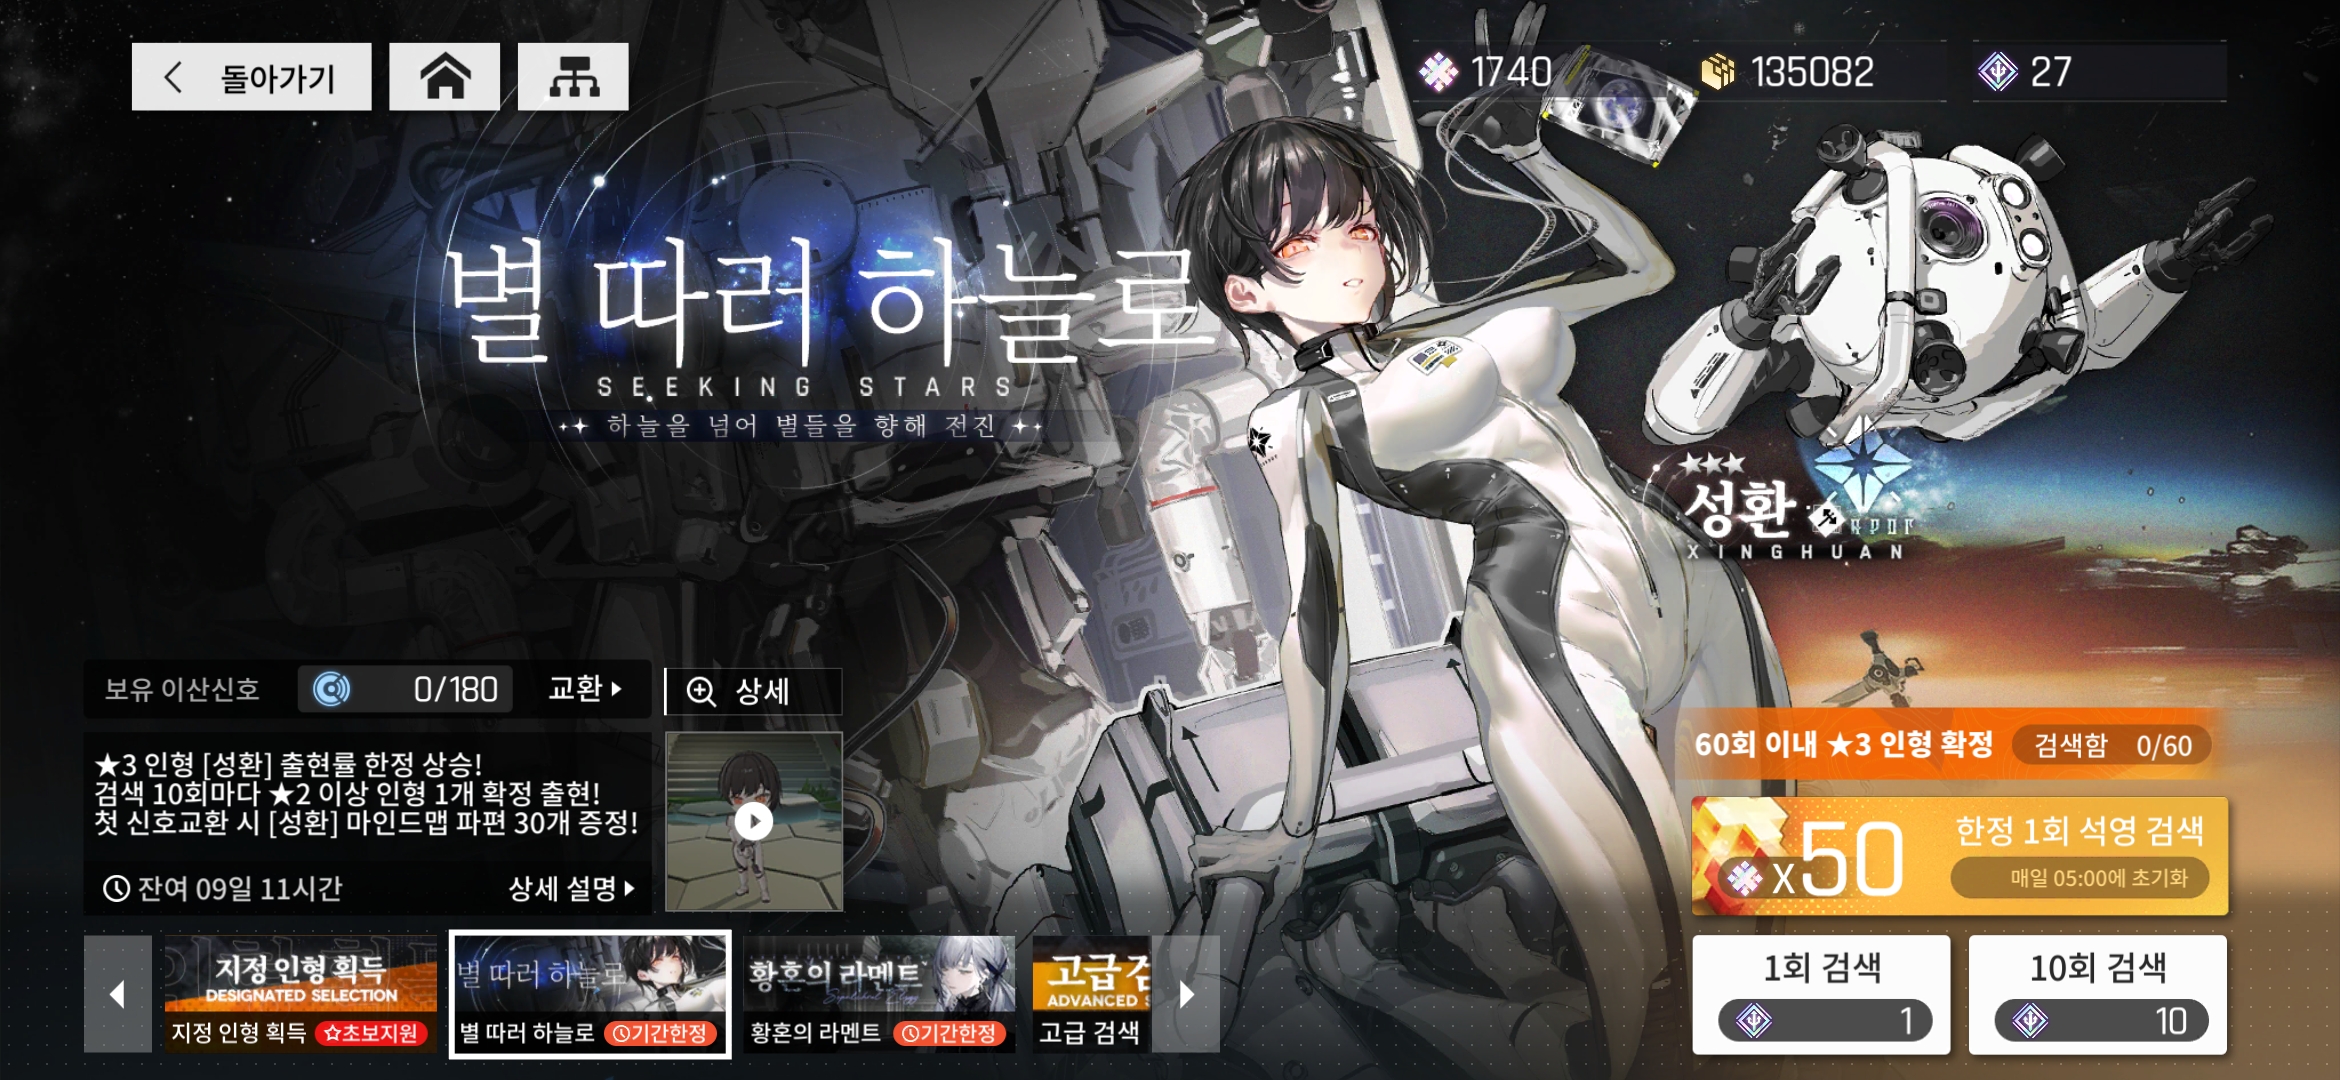 돌아가기
1740
135082
27
별 따러 하늘로
SEEKING STARS
하늘을 넘어 별들을 향해 전진
성환
XINGHUAN
보유 이산신호
0/180
교환
상세
★3 인형 [성환] 출현률 한정 상승!
검색 10회마다 ★2 이상 인형 1개 확정 출현!
첫 신호교환 시 [성환] 마인드맵 파편 30개 증정!
잔여 09일 11시간
상세 설명
60회 이내 ★3 인형 확정
검색함 0/60
x50
한정 1회 석영 검색
매일 05:00에 초기화
1회 검색
1
10회 검색
10
지정 인형 획득
DESIGNATED SELECTION
지정 인형 획득
☆초보지원
별 따러 하늘로
별 따러 하늘로
기간한정
황혼의 라멘트
황혼의 라멘트
기간한정
고급
ADVANCED
고급 검색